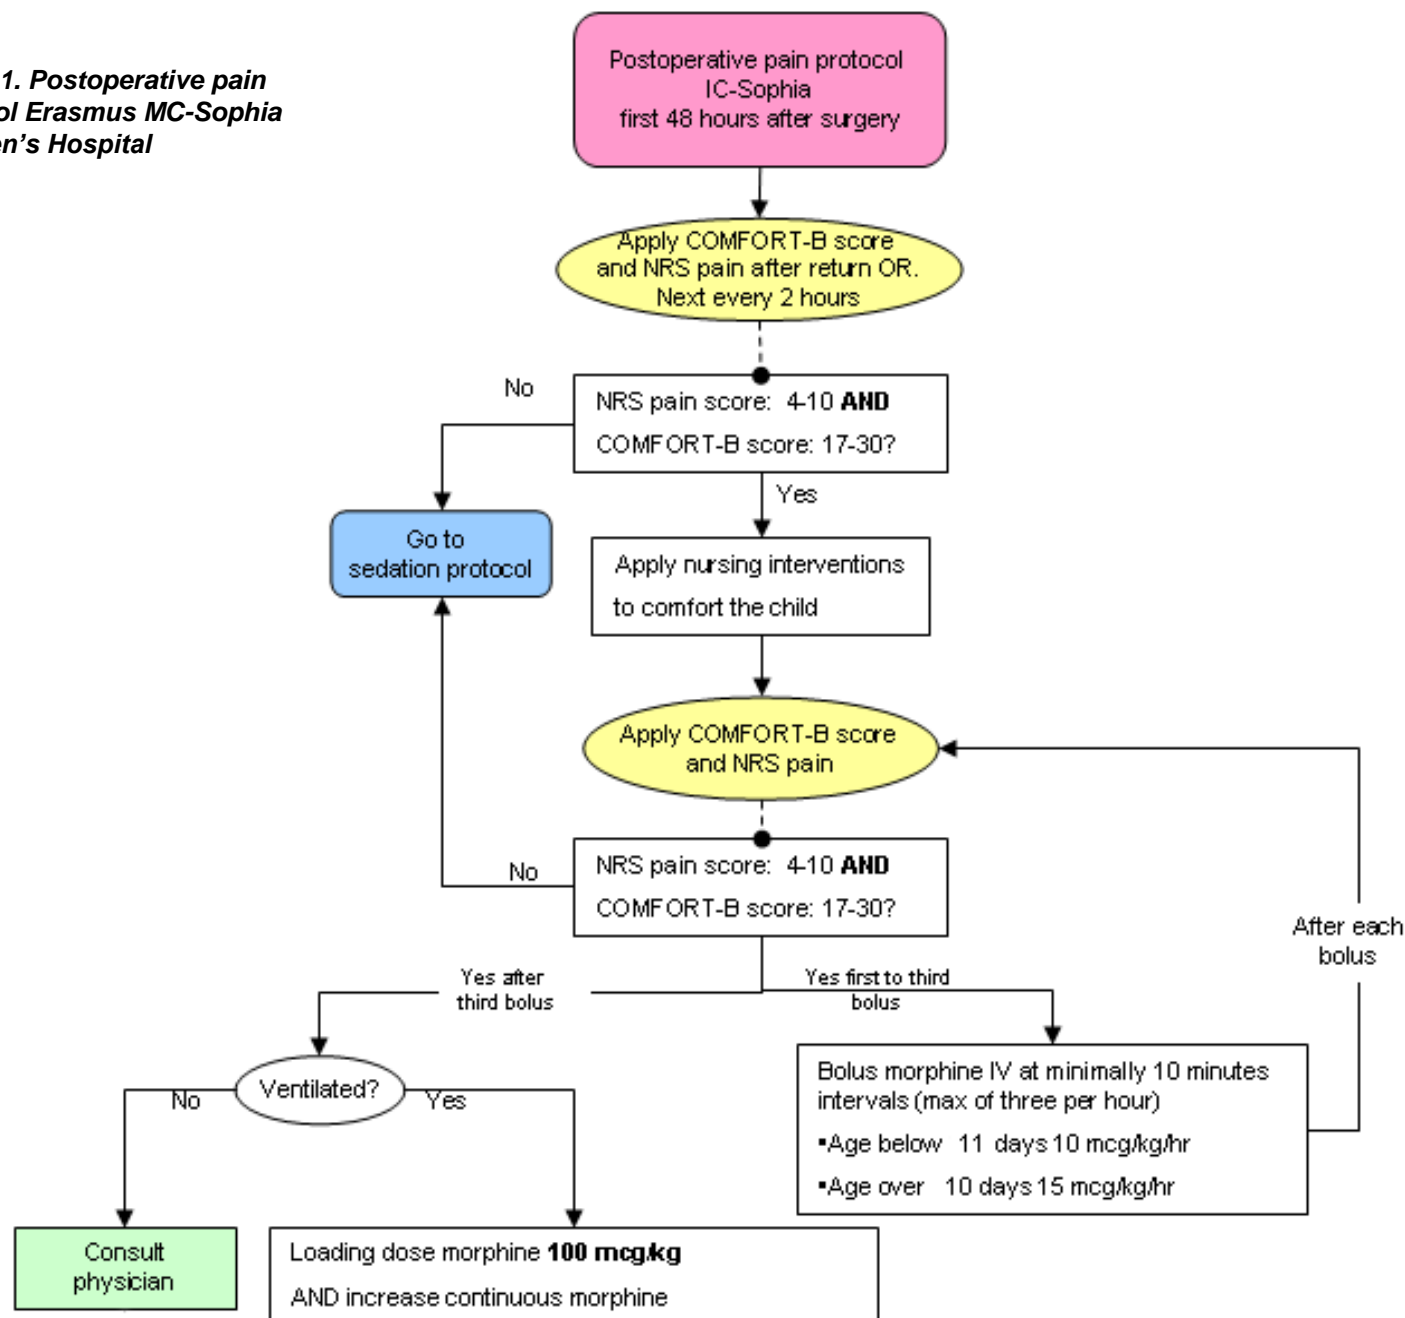 1. Postoperative pain
ol Erasmus MC-Sophia
en's Hospital
Postoperative pain protocol
IC-Sophia
first 48 hours after surgery
Apply COMFORT-B score
and NRS pain after return OR.
Next every 2 hours
No
NRS pain score: 4-10 AND
COMFORT-B score: 17-30?
Yes
Go to
sedation protocol
Apply nursing interventions
to comfort the child
Apply COMFORT-B score
and NRS pain
No
NRS pain score: 4-10 AND
COMFORT-B score: 17-30?
After each
bolus
Yes after
third bolus
Yes first to third
bolus
Ventilated?
No
Yes
Bolus morphine IV at minimally 10 minutes
intervals (max of three per hour)
▪Age below 11 days 10 mcg/kg/hr
▪Age over 10 days 15 mcg/kg/hr
Consult
physician
Loading dose morphine 100 mcg/kg
AND increase continuous morphine